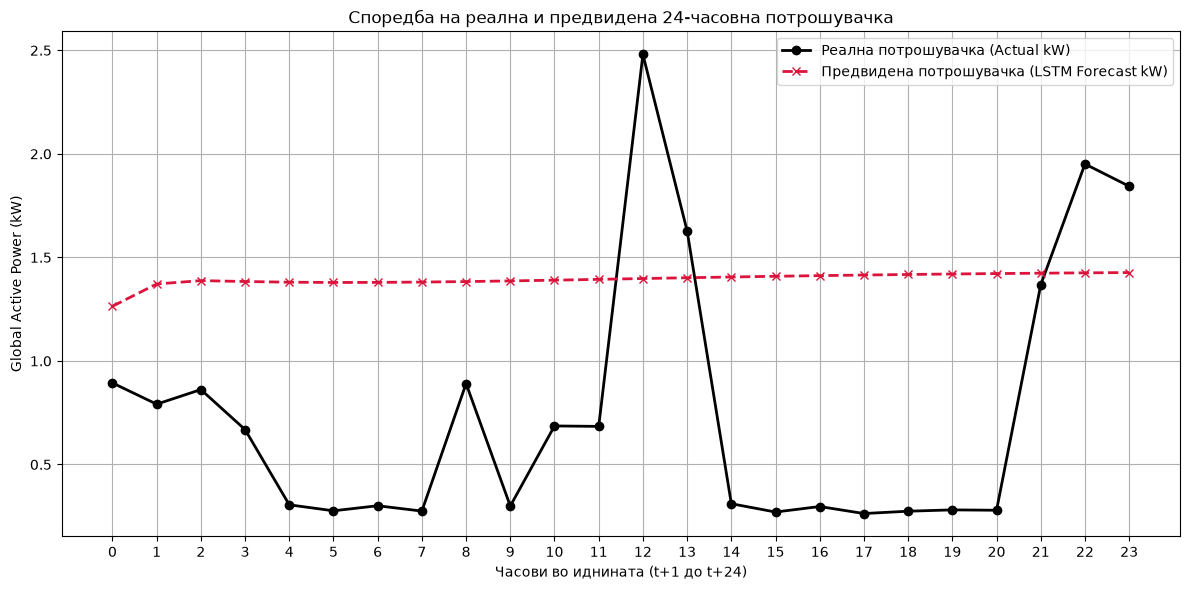 Споредба на реална и предвидена 24-часовна потрошувачка
Реална потрошувачка (Actual kW)
Предвидена потрошувачка (LSTM Forecast kW)
Global Active Power (kW)
2.5
2.0
1.5
1.0
0.5
0 1 2 3 4 5 6 7 8 9 10 11 12 13 14 15 16 17 18 19 20 21 22 23
Часови во иднината (t+1 до t+24)